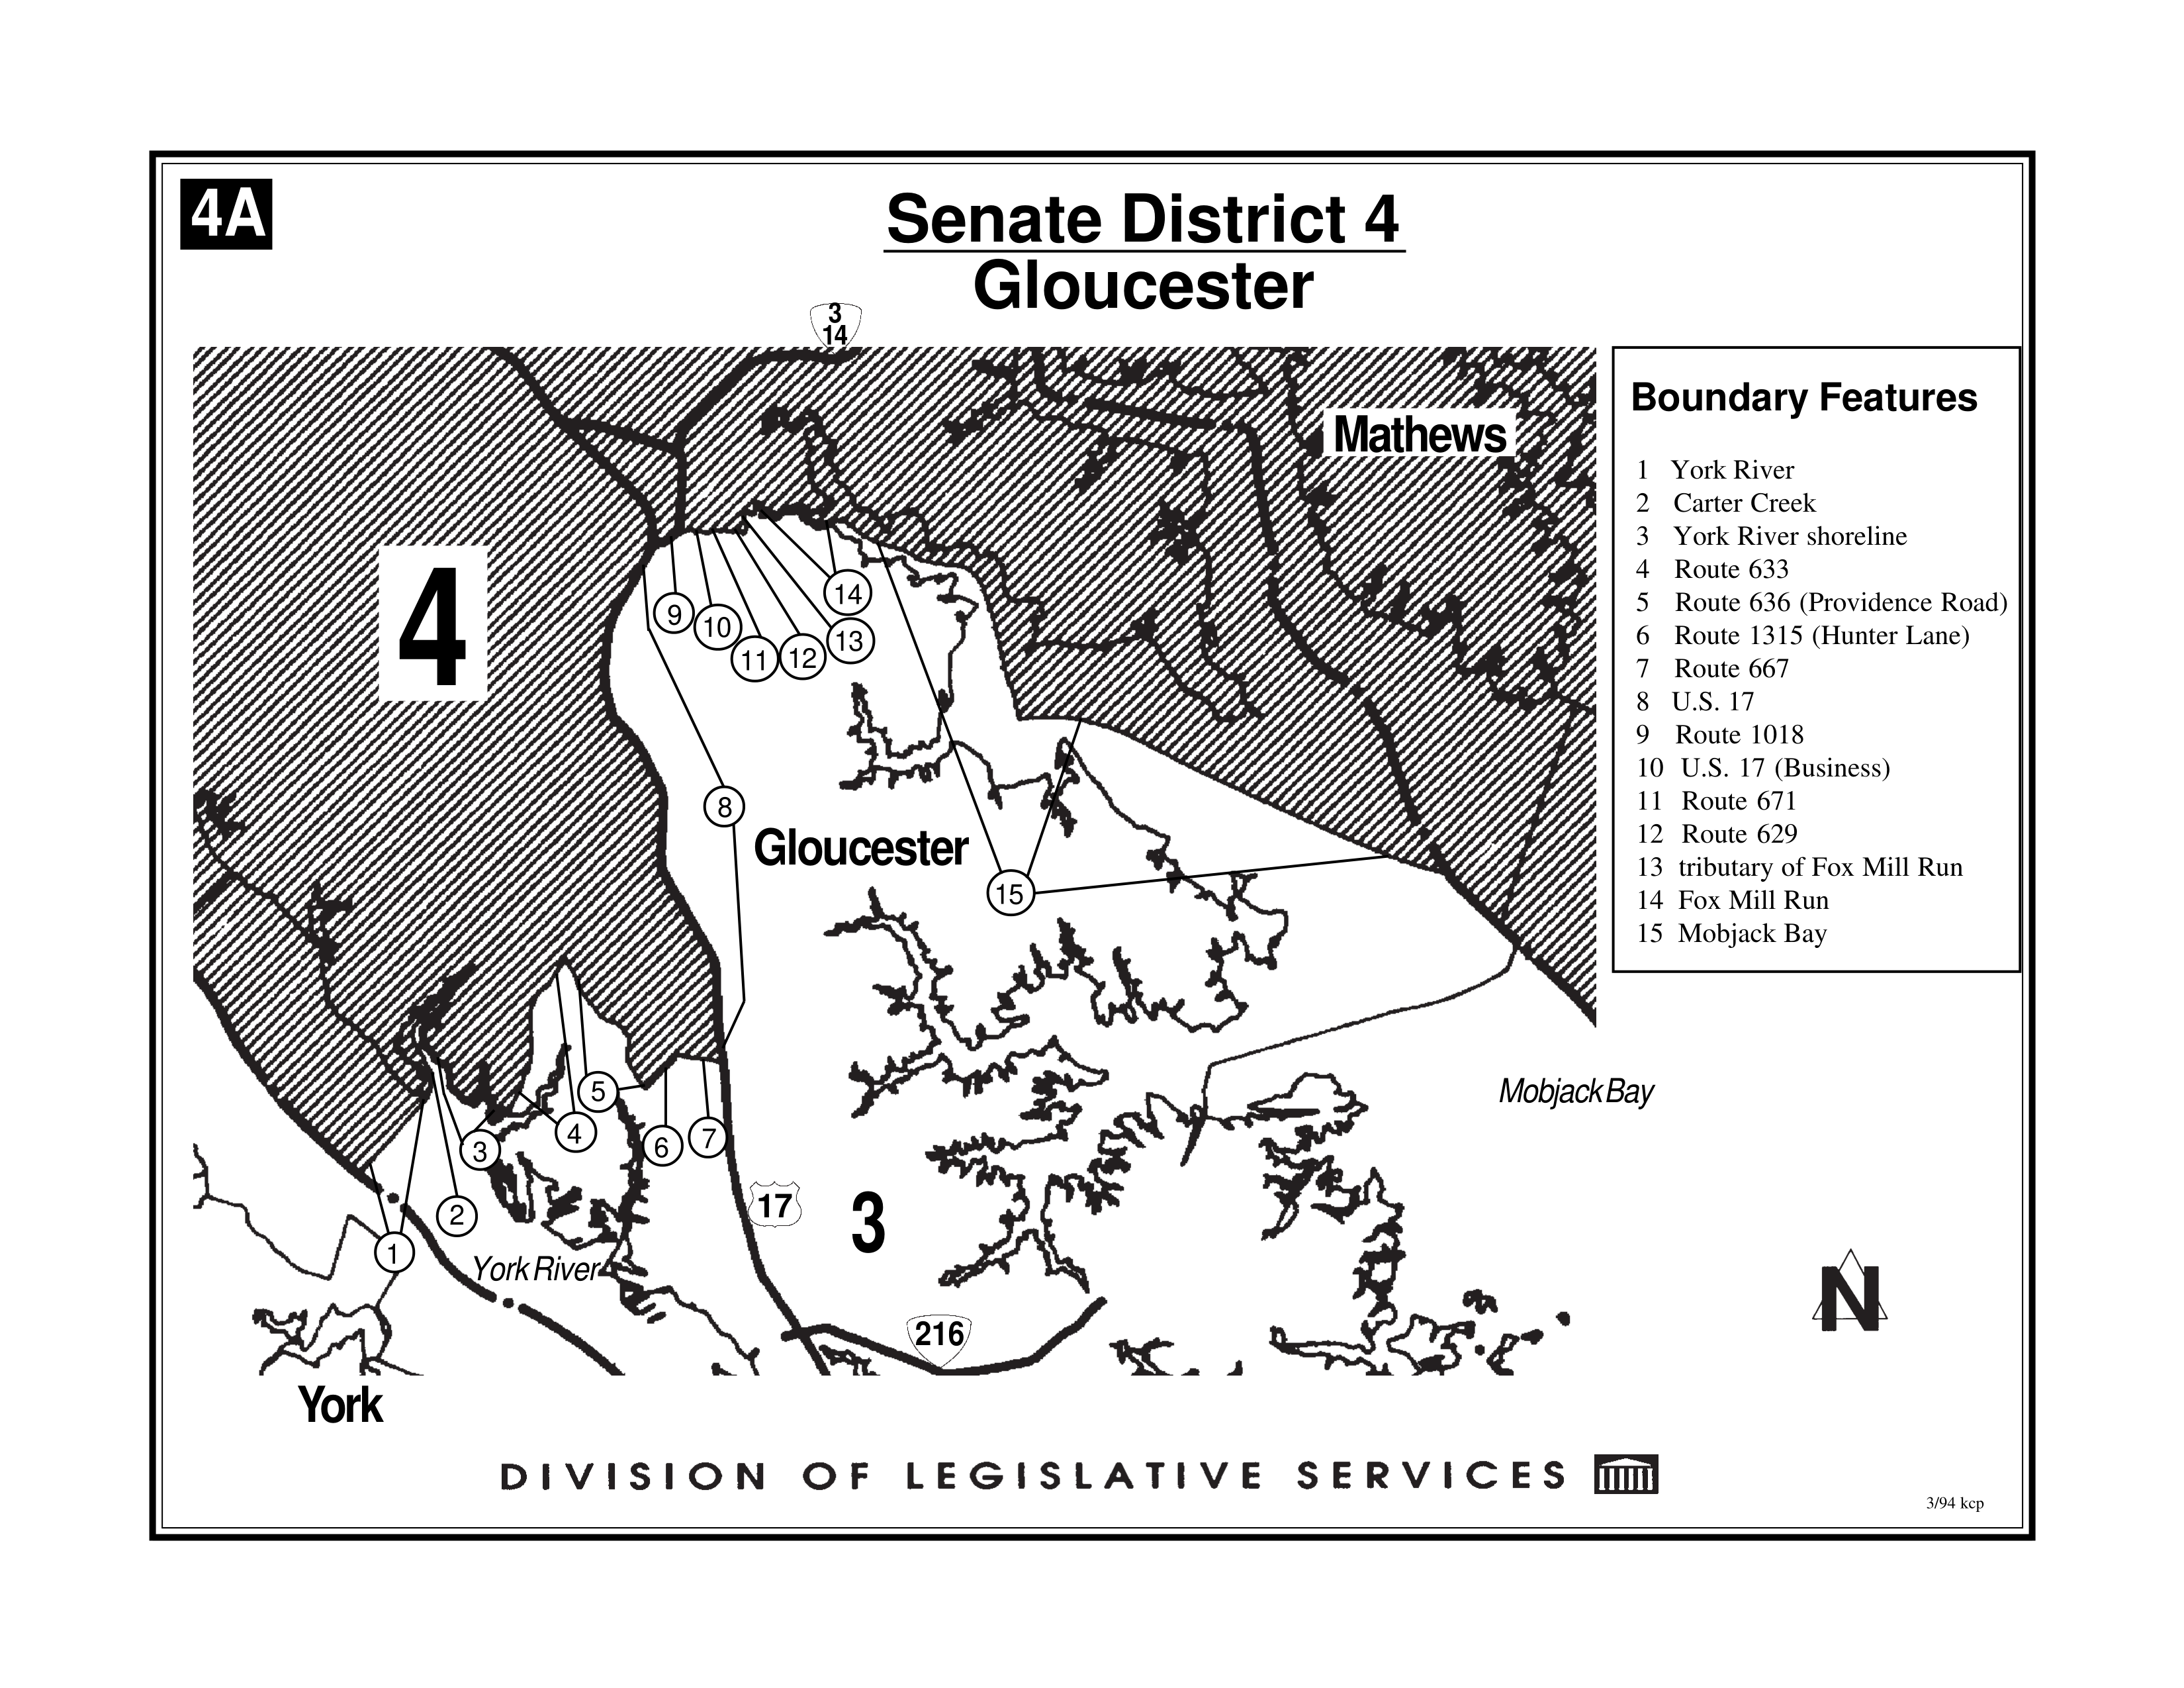 4A
Senate District 4
Gloucester
3
14
Mathews
Boundary Features
1 York River
2 Carter Creek
3 York River shoreline
4 Route 633
5 Route 636 (Providence Road)
6 Route 1315 (Hunter Lane)
7 Route 667
8 U.S. 17
9 Route 1018
10 U.S. 17 (Business)
11 Route 671
12 Route 629
13 tributary of Fox Mill Run
14 Fox Mill Run
15 Mobjack Bay
4
9
10
11
12
13
14
8
Gloucester
15
5
4
3
6
7
Mobjack Bay
2
17
3
1
York River
216
N
York
DIVISION OF LEGISLATIVE SERVICES
3/94 kcp